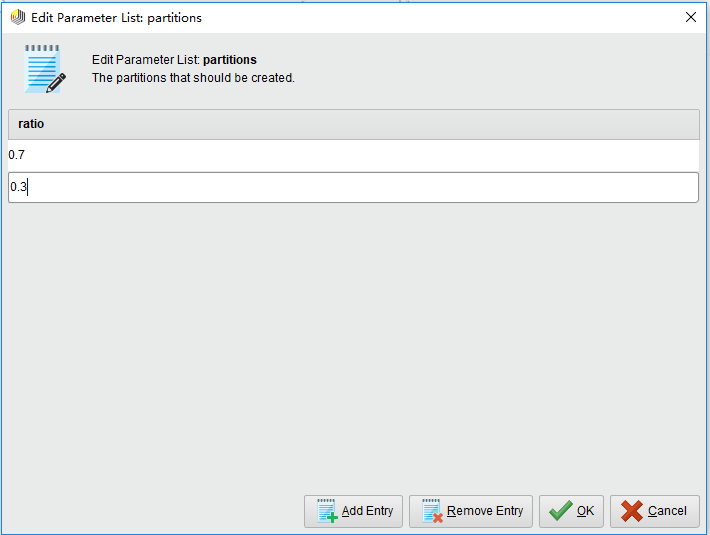 Edit Parameter List: partitions
Edit Parameter List: partitions
The partitions that should be created.
ratio
0.7
0.3
Add Entry
Remove Entry
OK
Cancel